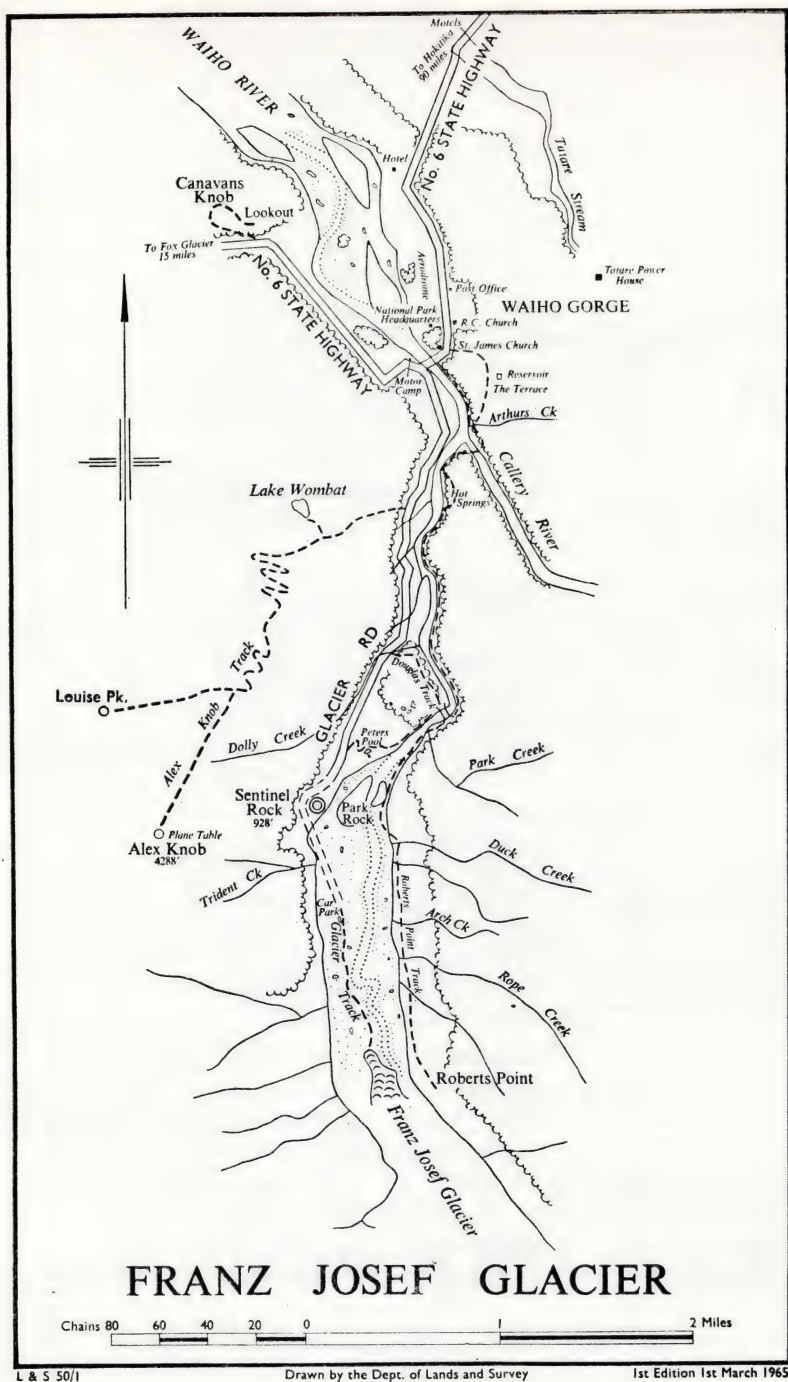 Motels
To Hokitika
90 miles
No. 6 STATE HIGHWAY
WAIHO RIVER
Tatare Stream
Hotel
Canavans
Knob
Lookout
To Fox Glacier
15 miles
No. 6 STATE HIGHWAY
Aerodrome
Tatare Power
House
Post Office
WAIHO GORGE
National Park
Headquarters
R.C. Church
St. James Church
Motor
Camp
Reservoir
The Terrace
Arthurs Ck
Callery River
Hot
Springs
Lake Wombat
GLACIER RD
Douglas Track
Alex Knob Track
Louise Pk.
Dolly Creek
Peters
Pool
Park Creek
Sentinel
Rock
928'
Park
Rock
Plane Table
Alex Knob
4288'
Duck Creek
Trident Ck
Car
Park
Roberts Point Track
Arch Ck
Glacier Track
Rope Creek
Roberts Point
Franz Josef Glacier
FRANZ JOSEF GLACIER
Chains 80 60 40 20 0 1 2 Miles
L & S 50/1 Drawn by the Dept. of Lands and Survey 1st Edition 1st March 1965